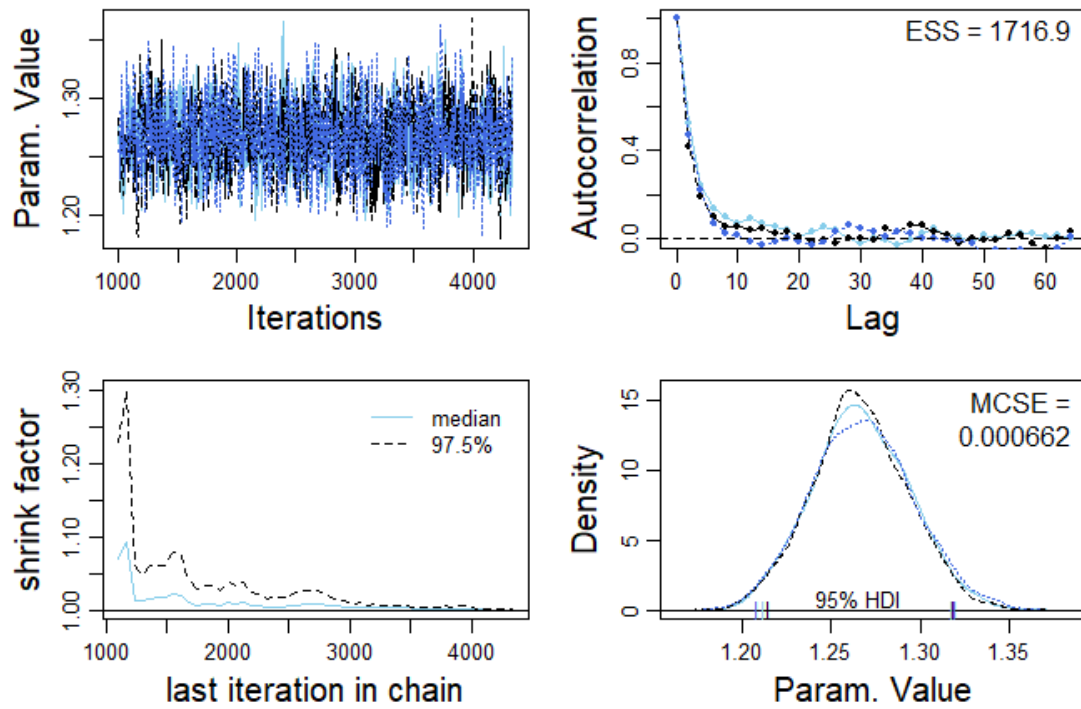 Param. Value
1.20 1.30
1000 2000 3000 4000
Iterations
Autocorrelation
0.0 0.4 0.8
ESS = 1716.9
0 10 20 30 40 50 60
Lag
shrink factor
1.00 1.10 1.20 1.30
median
97.5%
1000 2000 3000 4000
last iteration in chain
Density
0 5 10 15
MCSE =
0.000662
95% HDI
1.20 1.25 1.30 1.35
Param. Value